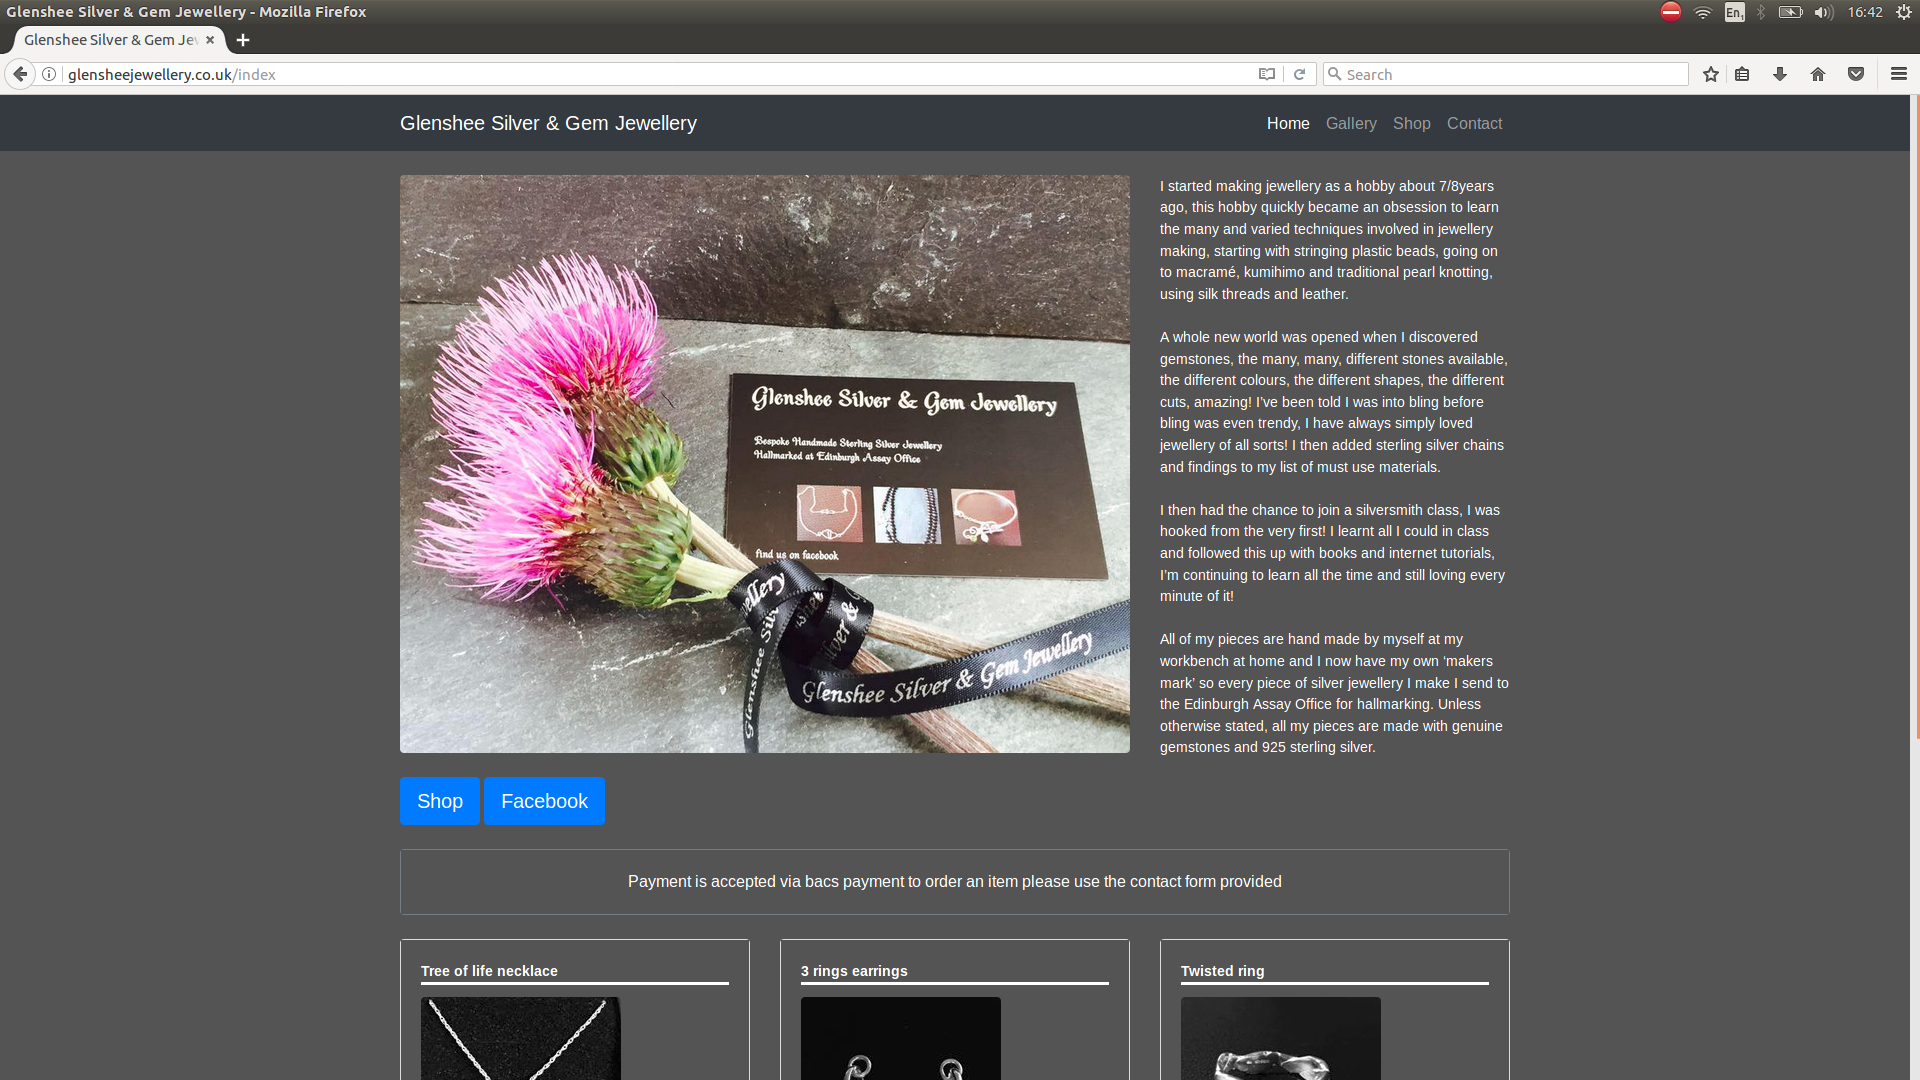 Glenshee Silver & Gem Jewellery - Mozilla Firefox
En1
16:42
Glenshee Silver & Gem Je
glensheejewellery.co.uk/index
Search
Glenshee Silver & Gem Jewellery
Home Gallery Shop Contact
Glenshee Silver & Gem Jewellery
Bespoke Handmade Sterling Silver Jewellery
Hallmarked at Edinburgh Assay Office
find us on facebook
ewellery
Glenshee Silv
Silver &
Glenshee Silver & Gem Jewellery
I started making jewellery as a hobby about 7/8years
ago, this hobby quickly became an obsession to learn
the many and varied techniques involved in jewellery
making, starting with stringing plastic beads, going on
to macramé, kumihimo and traditional pearl knotting,
using silk threads and leather.
A whole new world was opened when I discovered
gemstones, the many, many, different stones available,
the different colours, the different shapes, the different
cuts, amazing! I’ve been told I was into bling before
bling was even trendy, I have always simply loved
jewellery of all sorts! I then added sterling silver chains
and findings to my list of must use materials.
I then had the chance to join a silversmith class, I was
hooked from the very first! I learnt all I could in class
and followed this up with books and internet tutorials,
I’m continuing to learn all the time and still loving every
minute of it!
All of my pieces are hand made by myself at my
workbench at home and I now have my own ‘makers
mark’ so every piece of silver jewellery I make I send to
the Edinburgh Assay Office for hallmarking. Unless
otherwise stated, all my pieces are made with genuine
gemstones and 925 sterling silver.
Shop
Facebook
Payment is accepted via bacs payment to order an item please use the contact form provided
Tree of life necklace
3 rings earrings
Twisted ring